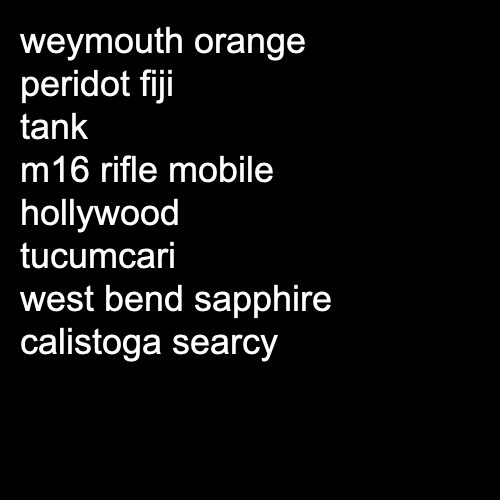 weymouth orange
peridot fiji
tank
m16 rifle mobile
hollywood
tucumcari
west bend sapphire
calistoga searcy